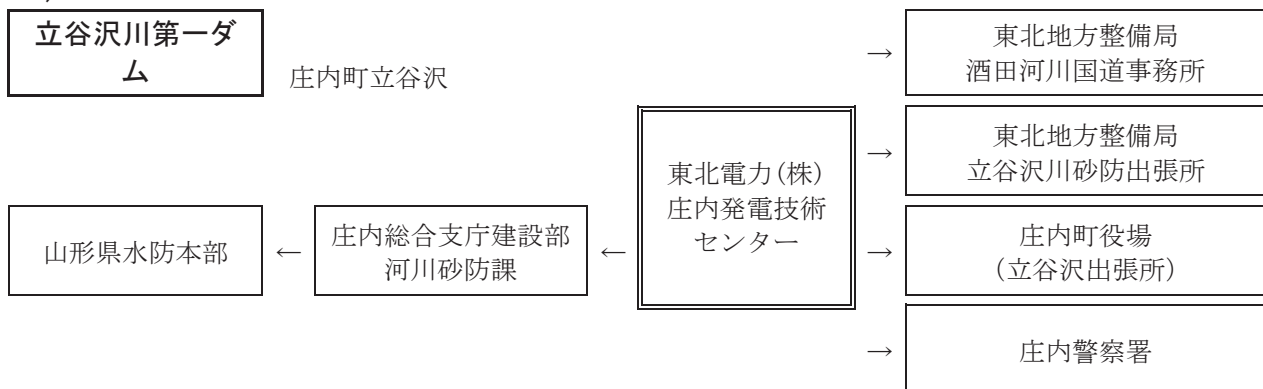 立谷沢川第一ダ
ム
庄内町立谷沢
→
東北地方整備局
酒田河川国道事務所
→
東北地方整備局
立谷沢川砂防出張所
山形県水防本部
←
庄内総合支庁建設部
河川砂防課
←
東北電力(株)
庄内発電技術
センター
→
庄内町役場
(立谷沢出張所)
→
庄内警察署